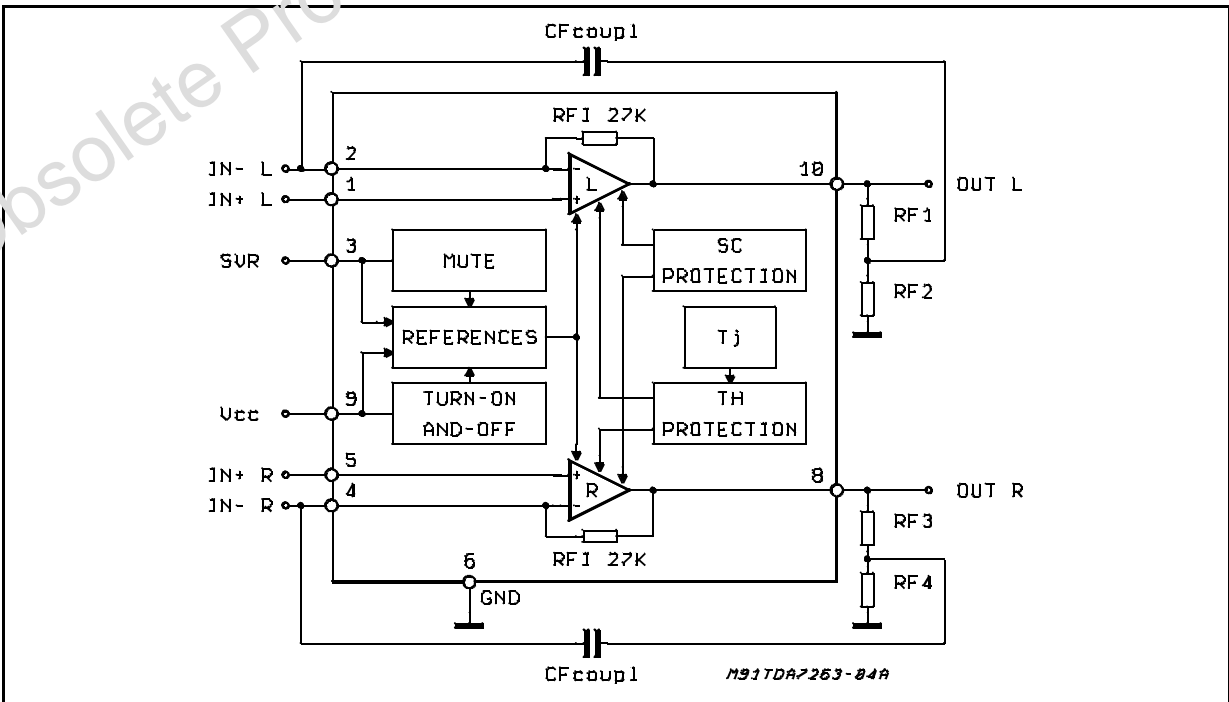 Obsolete Pro
CFcoupl
RFI 27K
IN- L
2
L
-
+
10
OUT L
IN+ L
1
RF1
SVR
3
MUTE
SC
PROTECTION
RF2
REFERENCES
Tj
Vcc
9
TURN-ON
AND-OFF
TH
PROTECTION
IN+ R
5
+
R
-
8
OUT R
IN- R
4
RF3
RFI 27K
6
GND
RF4
CFcoupl
M91TDA7263-04A